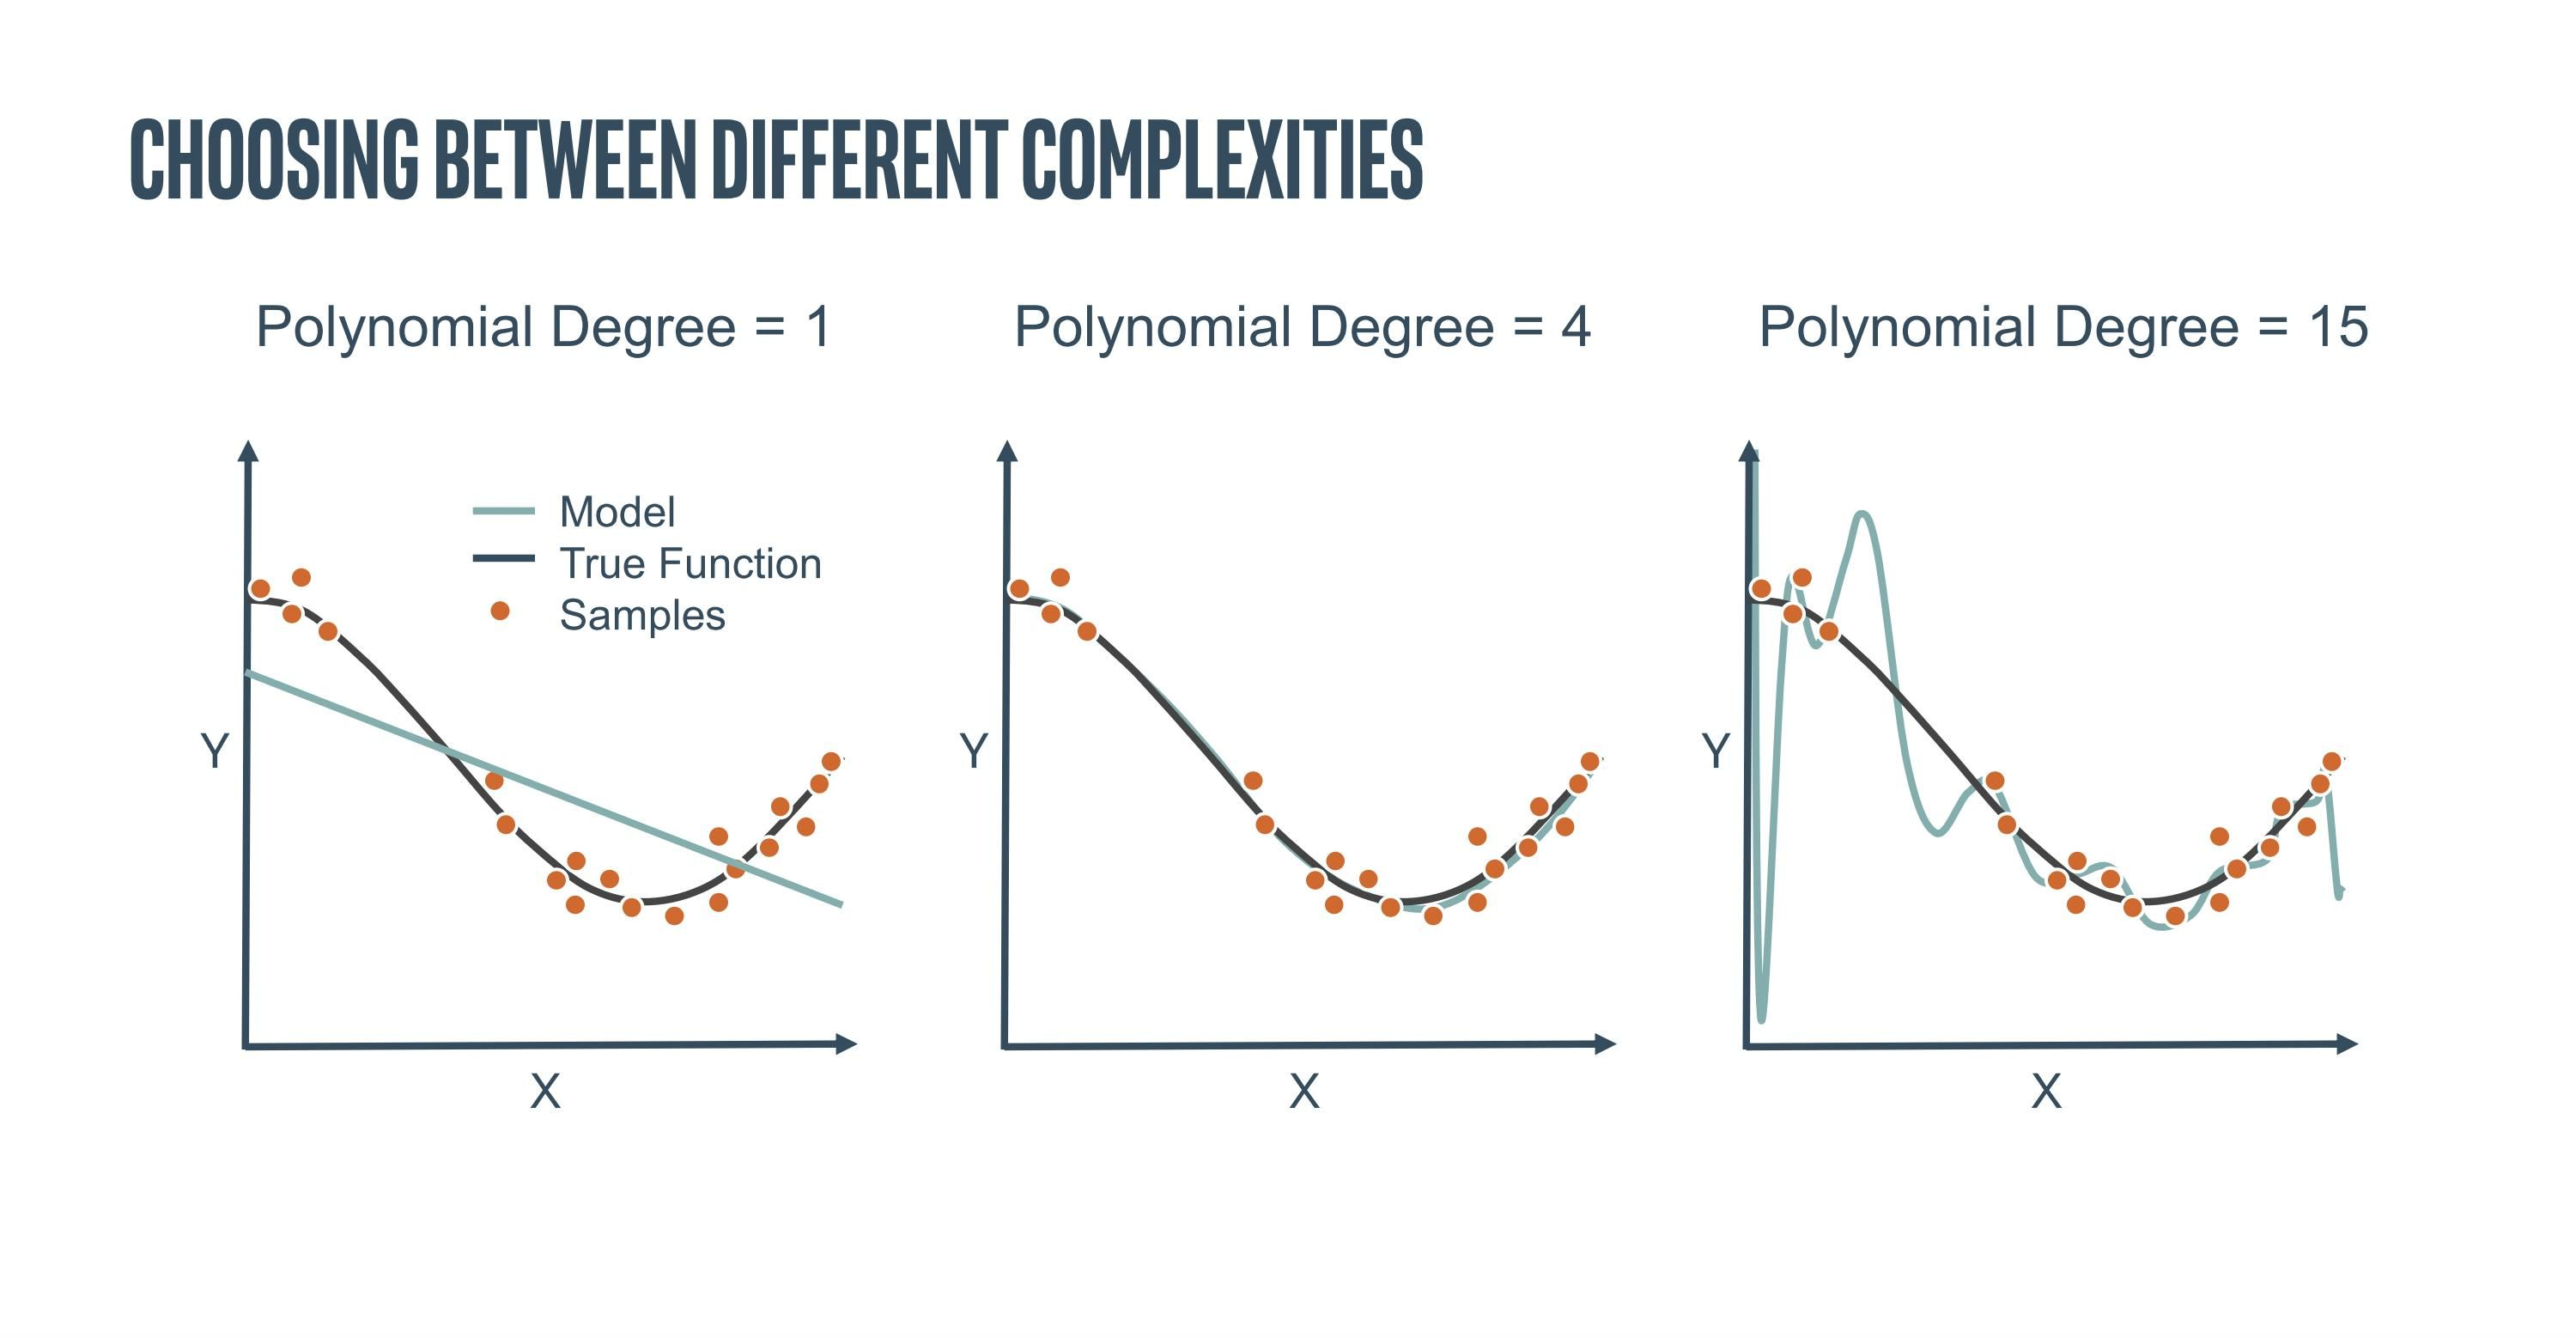 CHOOSING BETWEEN DIFFERENT COMPLEXITIES
Polynomial Degree = 1
Polynomial Degree = 4
Polynomial Degree = 15
Model
True Function
Samples
Y
Y
Y
X
X
X